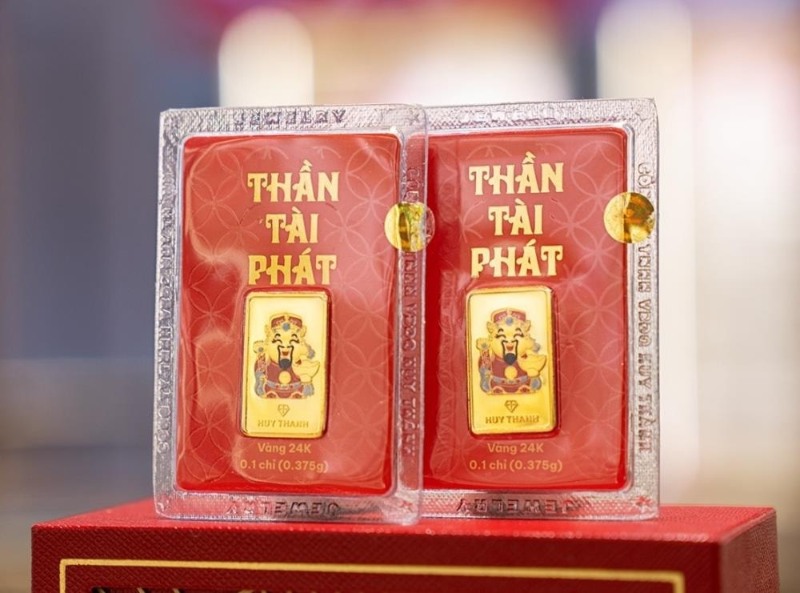 JEWELRY
THẦN
TÀI
PHÁT
HUY THANH
Vàng 24K
0.1 chỉ (0.375g)
THẦN
TÀI
PHÁT
HUY THANH
Vàng 24K
0.1 chỉ (0.375g)